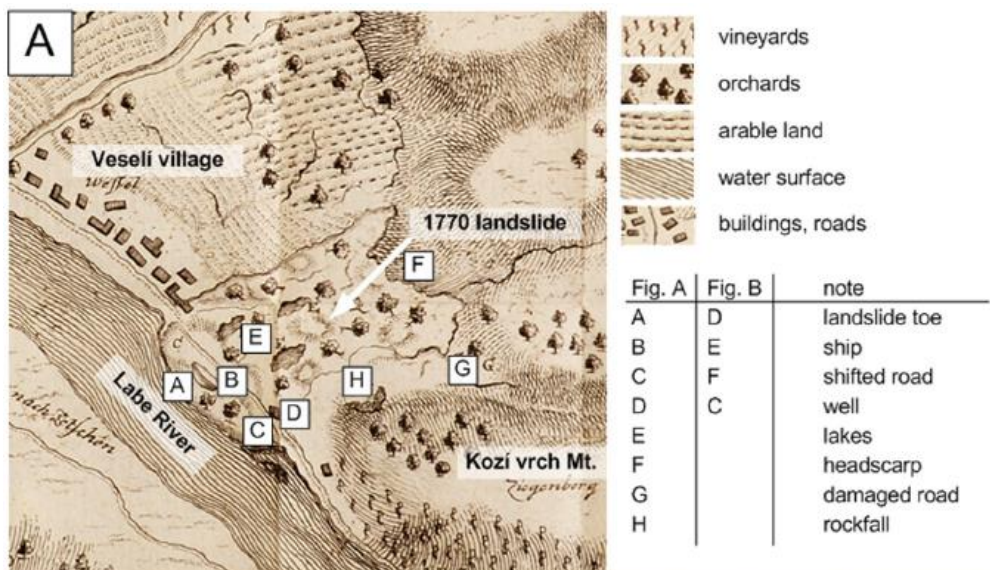 A
Veselí village
Wessel
1770 landslide
F
E
A
B
C
D
H
G
Labe River
Kozí vrch Mt.
Ziegenberg
vineyards
orchards
arable land
water surface
buildings, roads
Fig. A Fig. B note
A D landslide toe
B E ship
C F shifted road
D C well
E lakes
F headscarp
G damaged road
H rockfall